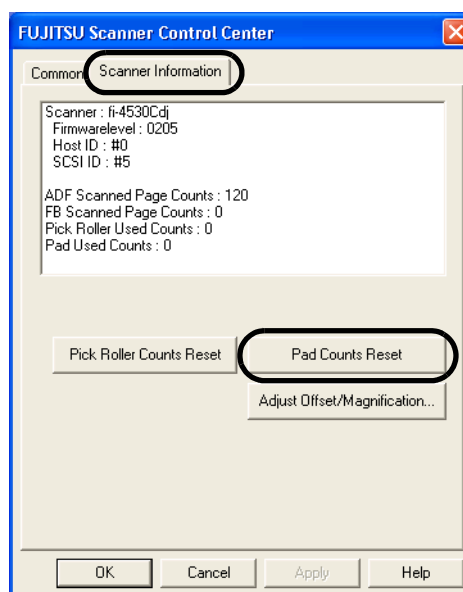 FUJITSU Scanner Control Center
Common
Scanner Information
Scanner : fi-4530Cdj
Firmwarelevel : 0205
Host ID : #0
SCSI ID : #5
ADF Scanned Page Counts : 120
FB Scanned Page Counts : 0
Pick Roller Used Counts : 0
Pad Used Counts : 0
Pick Roller Counts Reset
Pad Counts Reset
Adjust Offset/Magnification...
OK
Cancel
Apply
Help